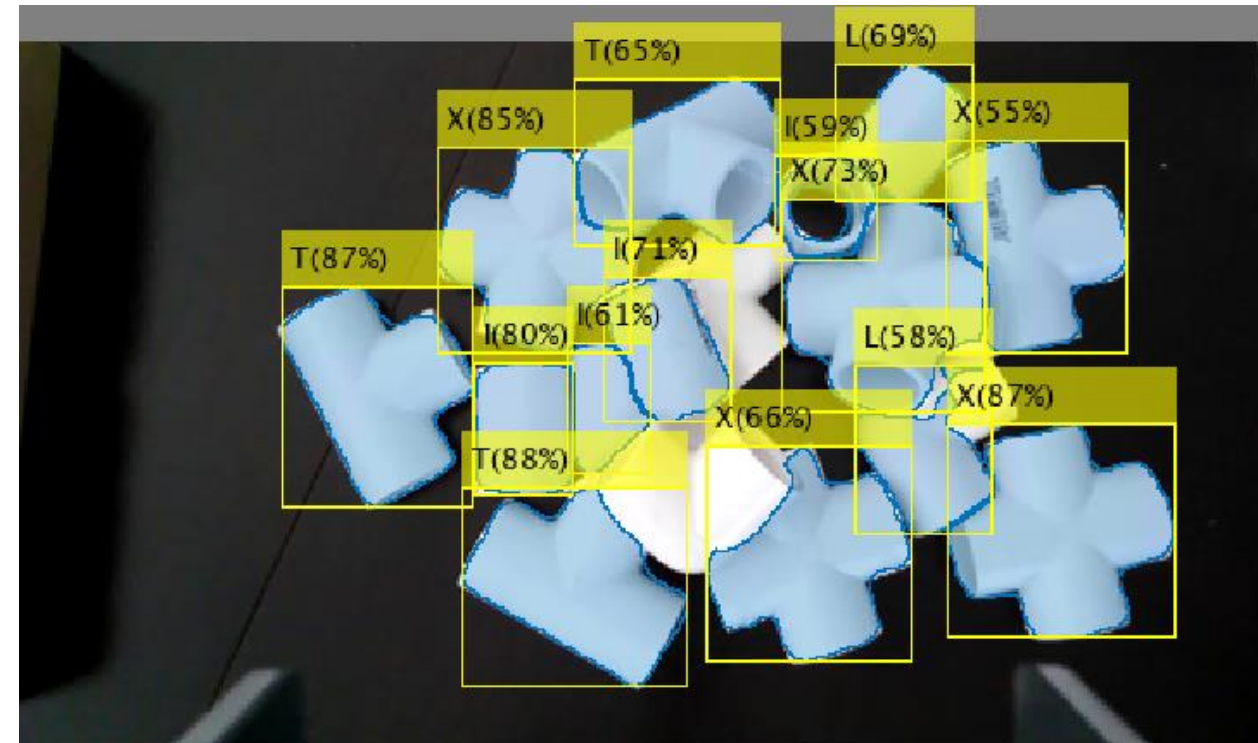 L(69%)
T(65%)
X(55%)
X(85%)
I(59%)
X(73%)
I(71%)
T(87%)
I(61%)
I(80%)
L(58%)
X(87%)
X(66%)
T(88%)